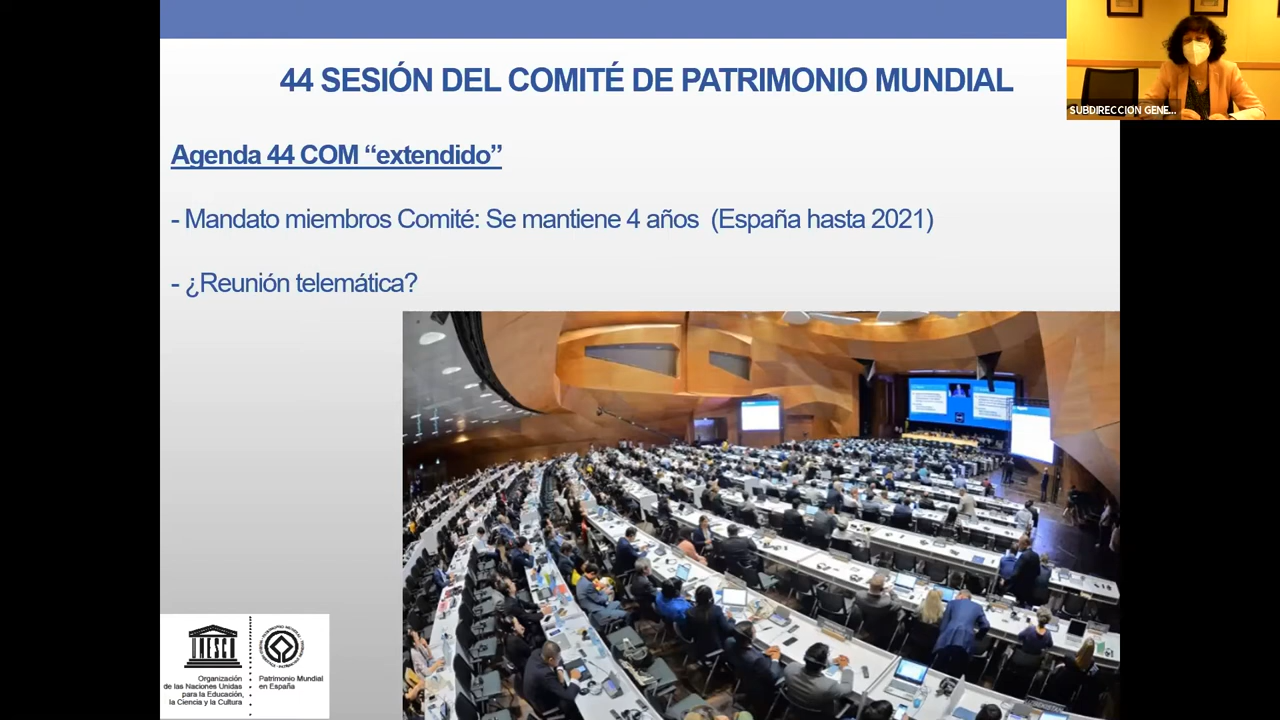 44 SESIÓN DEL COMITÉ DE PATRIMONIO MUNDIAL
SUBDIRECCION GENE...
Agenda 44 COM “extendido”
- Mandato miembros Comité: Se mantiene 4 años (España hasta 2021)
- ¿Reunión telemática?
UNESCO
Organización
de las Naciones Unidas
para la Educación,
la Ciencia y la Cultura
Patrimonio Mundial
en España